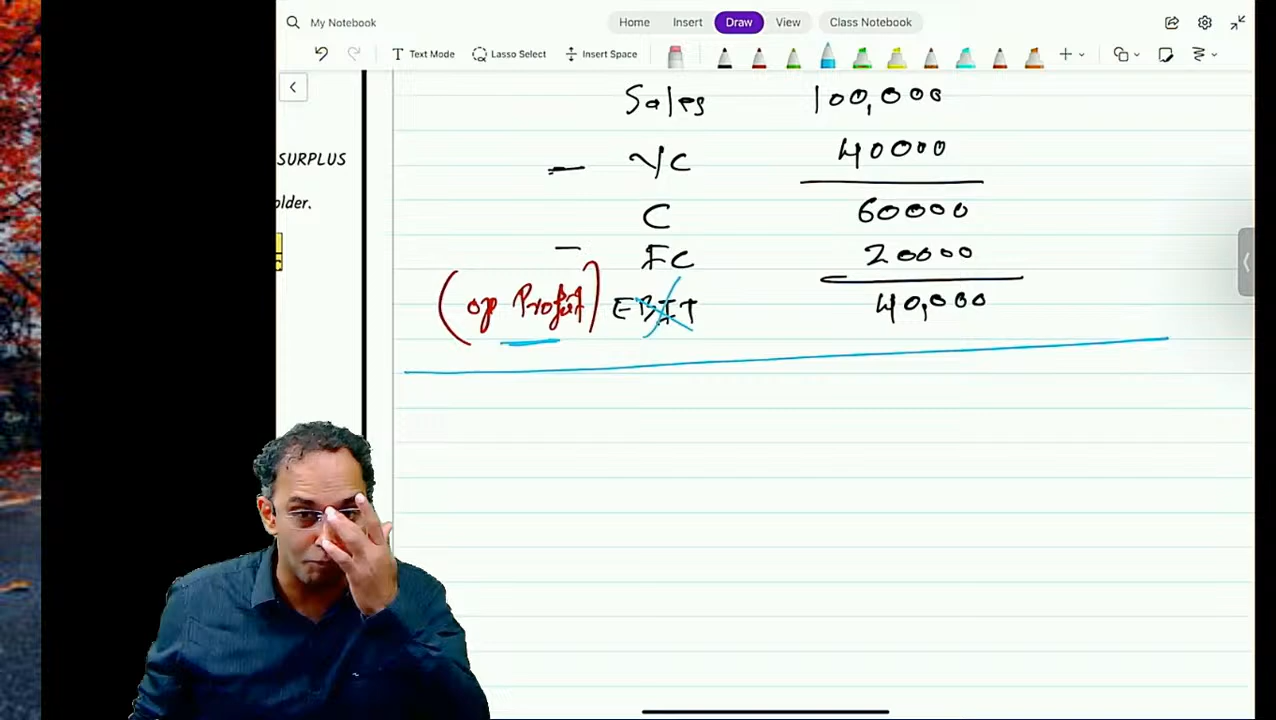 My Notebook
Home Insert Draw View Class Notebook
Text Mode Lasso Select Insert Space
SURPLUS
older.
Sales 100,000
- VC 40000
C 60000
- FC 20000
(op Profit) EBIT 40,000